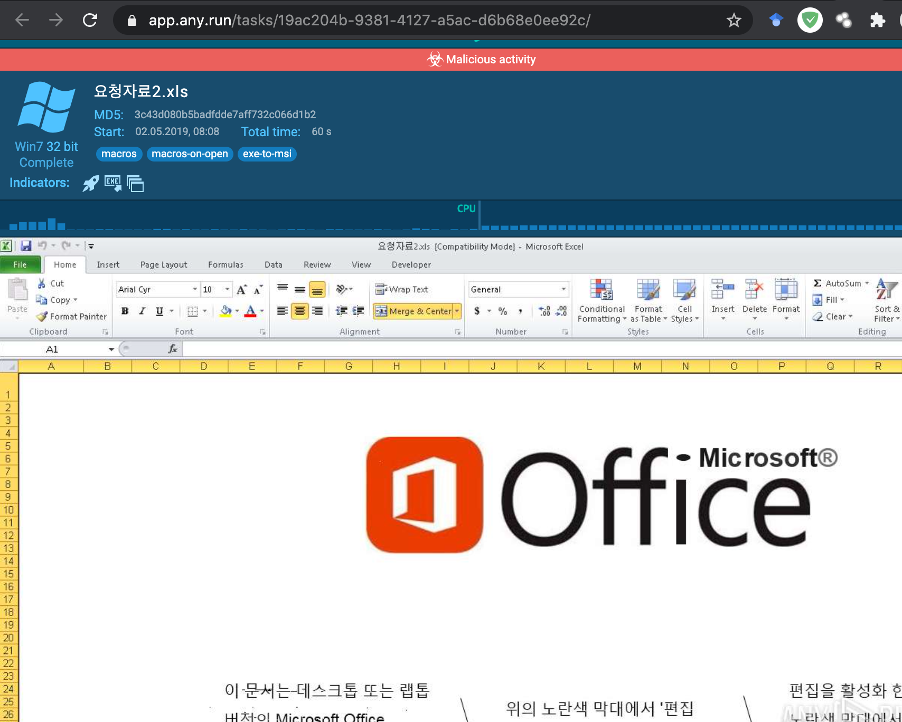 app.any.run/tasks/19ac204b-9381-4127-a5ac-d6b68e0ee92c/
Malicious activity
요청자료2.xls
MD5: 3c43d080b5badfdde7aff732c066d1b2
Start: 02.05.2019, 08:08 Total time: 60 s
macros macros-on-open exe-to-msi
Win7 32 bit
Complete
Indicators:
EXE
CPU
요청자료2.xls [Compatibility Mode] - Microsoft Excel
File Home Insert Page Layout Formulas Data Review View Developer
Paste
Cut
Copy
Format Painter
Clipboard
Arial Cyr 10
B I U
Font
Wrap Text
Merge & Center
Alignment
General
$ % ,
Number
Conditional Formatting
Format as Table
Cell Styles
Styles
Insert Delete Format
Cells
Σ AutoSum
Fill
Clear
Sort &
Filter
Editing
A1 fx
A B C D E F G H I J K L M N O P Q R
1
2
3
4
5
6
7
8
9
10
11
12
13
14
15
16
17
18
19
20
21
22
23
24
25
26
Microsoft®
Office
이 문서는 데스크톱 또는 랩톱
버전의 Microsoft Office
위의 노란색 막대에서 '편집
편집을 활성화 한
노란색 막대에서